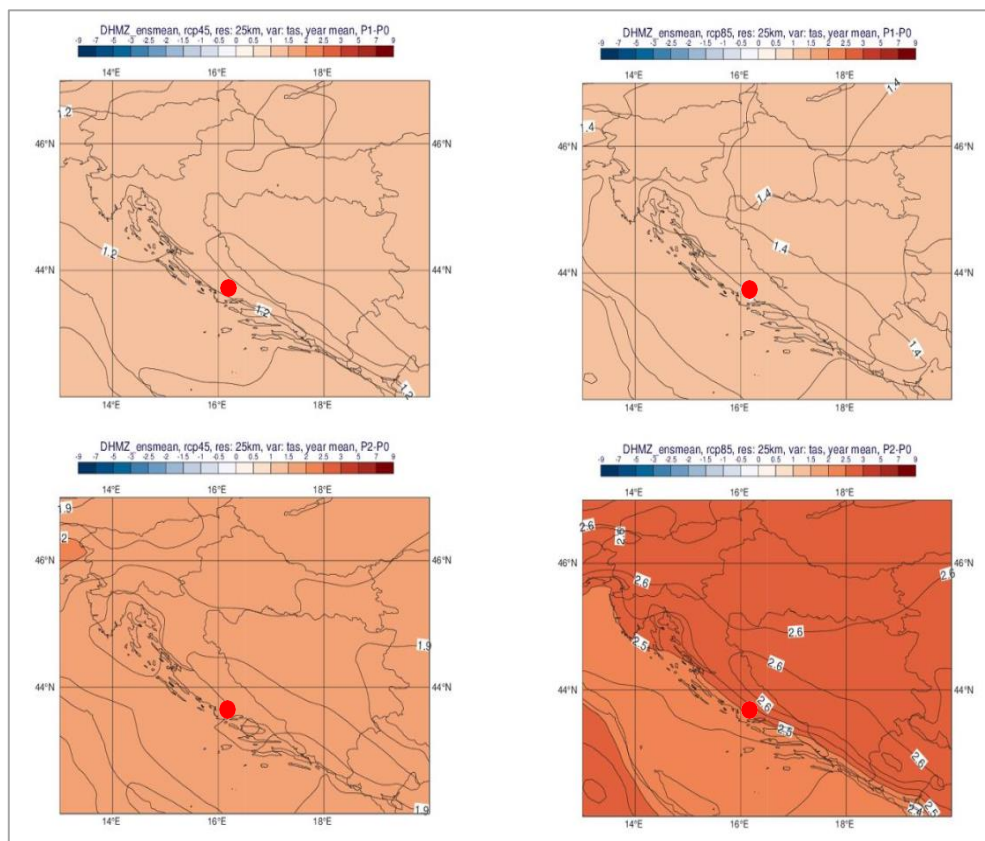 DHMZ_ensmean, rcp45, res: 25km, var: tas, year mean, P1-P0
-9 -7 -5 -3 -2.5 -2 -1.5 -1 -0.5 0 0.5 1 1.5 2 2.5 3 5 7 9
14°E 16°E 18°E
1.2
46°N 46°N
1.2
44°N 44°N
1.2
1.2
14°E 16°E 18°E
DHMZ_ensmean, rcp85, res: 25km, var: tas, year mean, P1-P0
-9 -7 -5 -3 -2.5 -2 -1.5 -1 -0.5 0 0.5 1 1.5 2 2.5 3 5 7 9
14°E 16°E 18°E
1.4
1.4
46°N 46°N
1.4
1.4
44°N 44°N
1.4
14°E 16°E 18°E
DHMZ_ensmean, rcp45, res: 25km, var: tas, year mean, P2-P0
-9 -7 -5 -3 -2.5 -2 -1.5 -1 -0.5 0 0.5 1 1.5 2 2.5 3 5 7 9
14°E 16°E 18°E
1.9
2
46°N 46°N
1.9
44°N 44°N
1.9
14°E 16°E 18°E
DHMZ_ensmean, rcp85, res: 25km, var: tas, year mean, P2-P0
-9 -7 -5 -3 -2.5 -2 -1.5 -1 -0.5 0 0.5 1 1.5 2 2.5 3 5 7 9
14°E 16°E 18°E
2.6 2.6
46°N 46°N
2.6 2.6
2.6
2.5
2.6
44°N 44°N
2.6
2.5
2.6
2.5
2.4
14°E 16°E 18°E